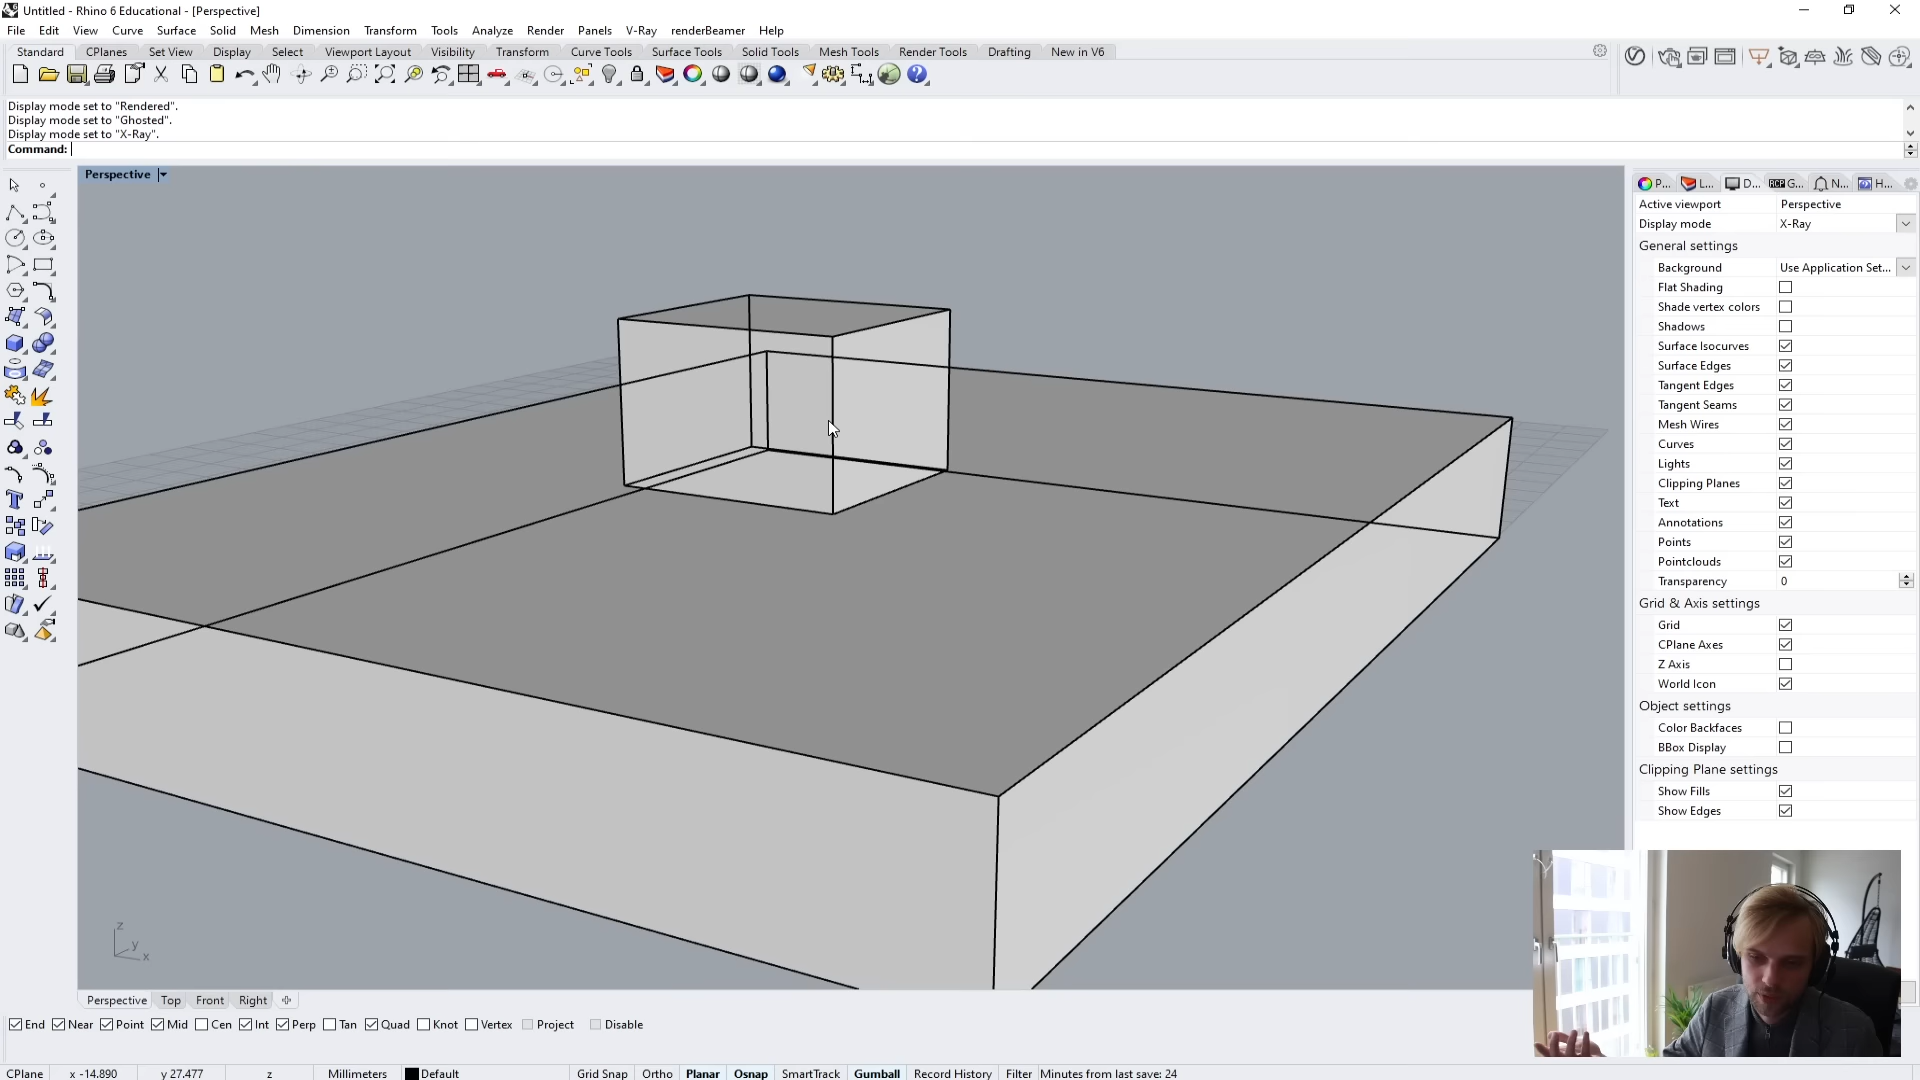 Untitled - Rhino 6 Educational - [Perspective]
File Edit View Curve Surface Solid Mesh Dimension Transform Tools Analyze Render Panels V-Ray renderBeamer Help
Standard CPlanes Set View Display Select Viewport Layout Visibility Transform Curve Tools Surface Tools Solid Tools Mesh Tools Render Tools Drafting New in V6
Display mode set to "Rendered".
Display mode set to "Ghosted".
Display mode set to "X-Ray".
Command:
Perspective
P... L... D... RCP G... N... H...
Active viewport Perspective
Display mode X-Ray
General settings
Background Use Application Set...
Flat Shading
Shade vertex colors
Shadows
Surface Isocurves
Surface Edges
Tangent Edges
Tangent Seams
Mesh Wires
Curves
Lights
Clipping Planes
Text
Annotations
Points
Pointclouds
Transparency 0
Grid & Axis settings
Grid
CPlane Axes
Z Axis
World Icon
Object settings
Color Backfaces
BBox Display
Clipping Plane settings
Show Fills
Show Edges
z
y
x
Perspective Top Front Right
End Near Point Mid Cen Int Perp Tan Quad Knot Vertex Project Disable
CPlane x -14.890 y 27.477 z Millimeters Default Grid Snap Ortho Planar Osnap SmartTrack Gumball Record History Filter Minutes from last save: 24